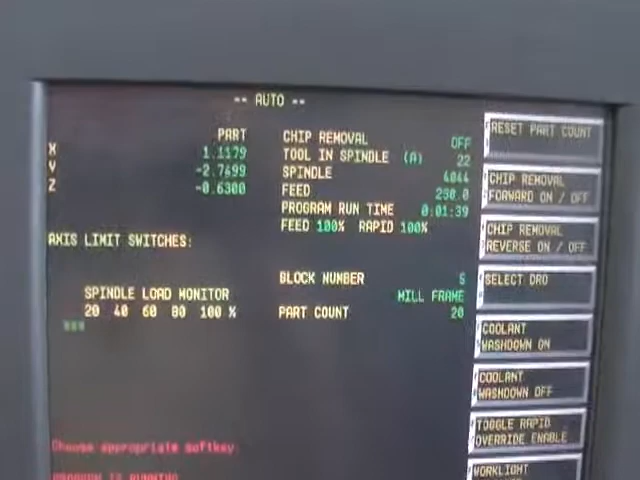 -- AUTO --
PART
X 1.1179
Y -2.7699
Z -0.6300
CHIP REMOVAL OFF
TOOL IN SPINDLE (A) 22
SPINDLE 4044
FEED 250.0
PROGRAM RUN TIME 0:01:39
FEED 100% RAPID 100%
AXIS LIMIT SWITCHES:
BLOCK NUMBER 5
MILL FRAME
SPINDLE LOAD MONITOR
20 40 60 80 100 %
PART COUNT 20
Choose appropriate softkey.
PROGRAM IS RUNNING
RESET PART COUNT
CHIP REMOVAL
FORWARD ON / OFF
CHIP REMOVAL
REVERSE ON / OFF
SELECT DRO
COOLANT
WASHDOWN ON
COOLANT
WASHDOWN OFF
TOGGLE RAPID
OVERRIDE ENABLE
WORKLIGHT